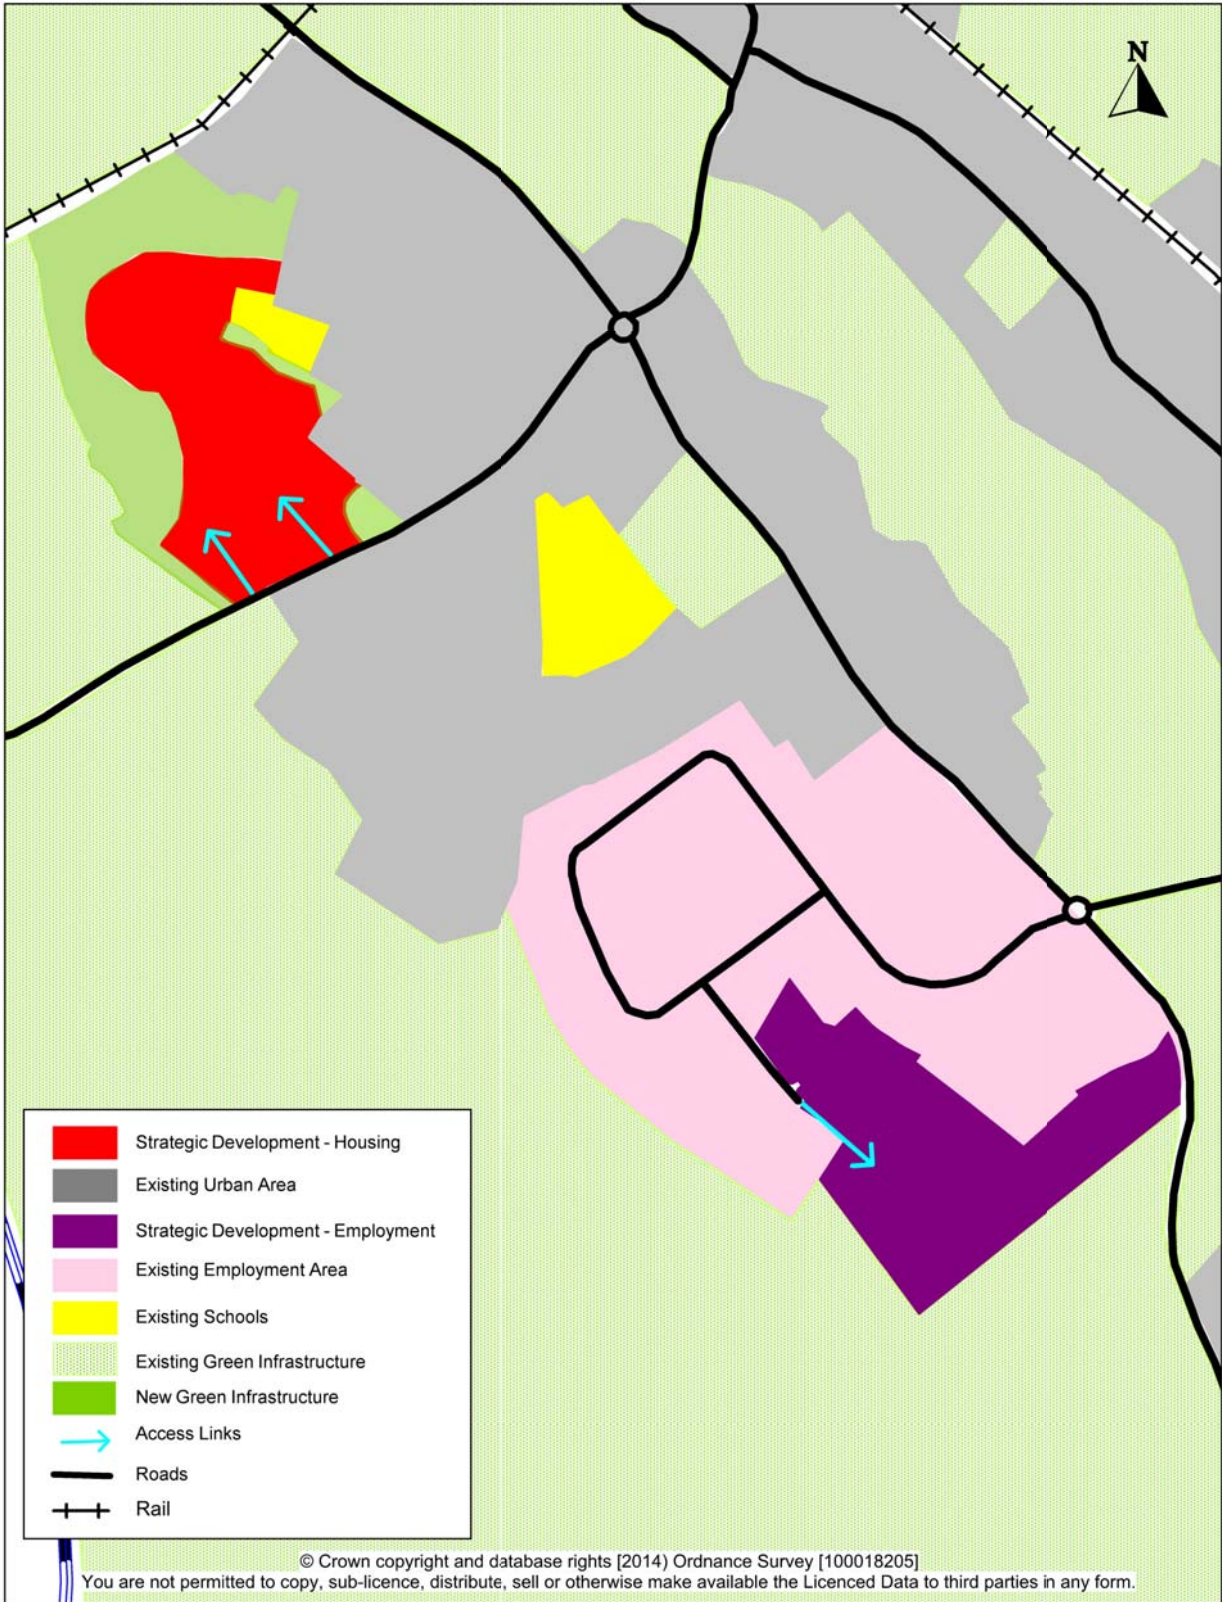 N
Strategic Development - Housing
Existing Urban Area
Strategic Development - Employment
Existing Employment Area
Existing Schools
Existing Green Infrastructure
New Green Infrastructure
Access Links
Roads
Rail
© Crown copyright and database rights [2014) Ordnance Survey [100018205]
You are not permitted to copy, sub-licence, distribute, sell or otherwise make available the Licenced Data to third parties in any form.